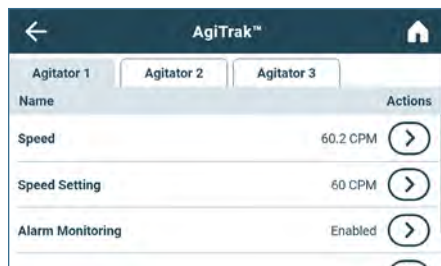 AgiTrak™
Agitator 1 Agitator 2 Agitator 3
Name Actions
Speed 60.2 CPM
Speed Setting 60 CPM
Alarm Monitoring Enabled